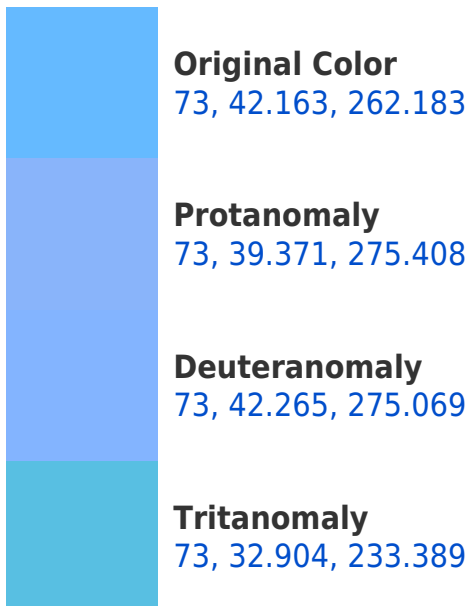 Original Color
73, 42.163, 262.183
Protanomaly
73, 39.371, 275.408
Deuteranomaly
73, 42.265, 275.069
Tritanomaly
73, 32.904, 233.389